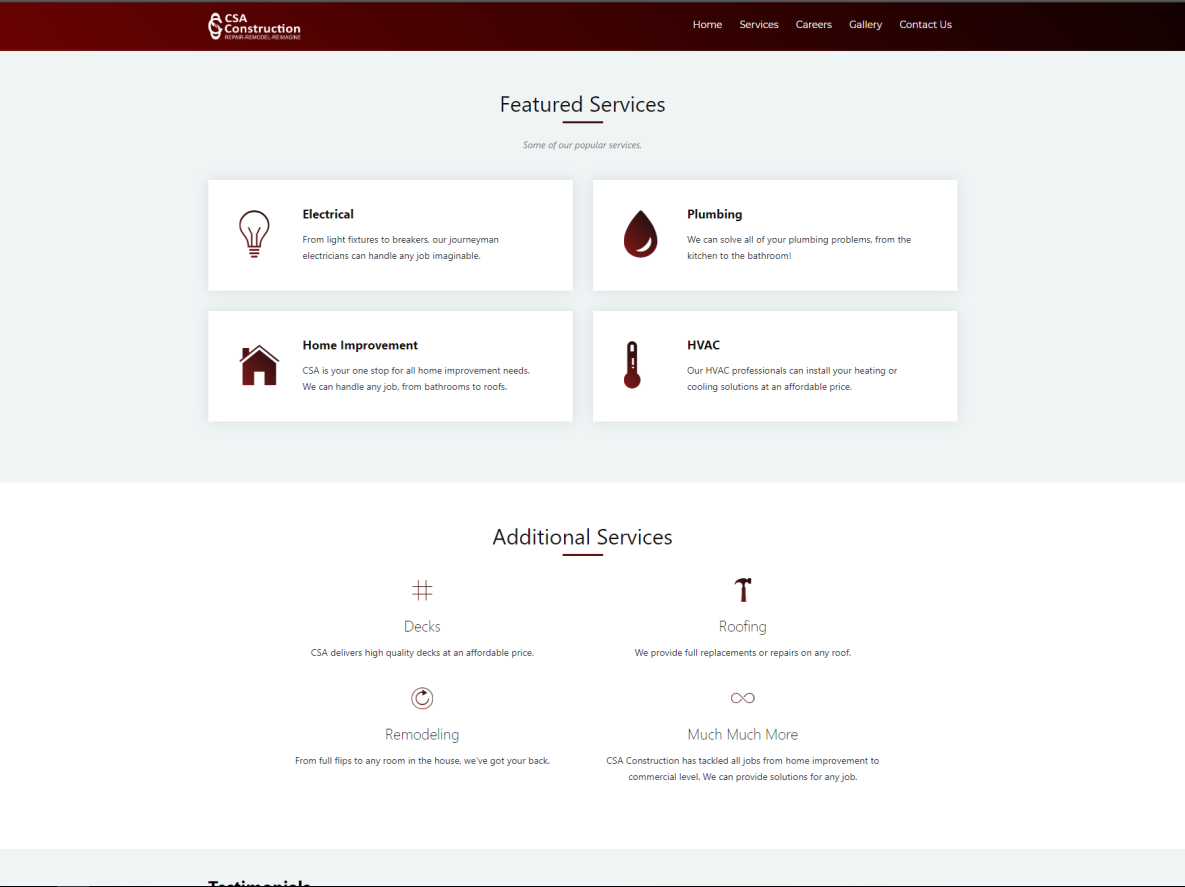 CSA
Construction
REPAIR-REMODEL-REIMAGINE
Home Services Careers Gallery Contact Us
Featured Services
Some of our popular services.
Electrical
From light fixtures to breakers, our journeyman
electricians can handle any job imaginable.
Plumbing
We can solve all of your plumbing problems, from the
kitchen to the bathroom!
Home Improvement
CSA is your one stop for all home improvement needs.
We can handle any job, from bathrooms to roofs.
HVAC
Our HVAC professionals can install your heating or
cooling solutions at an affordable price.
Additional Services
Decks
CSA delivers high quality decks at an affordable price.
Roofing
We provide full replacements or repairs on any roof.
Remodeling
From full flips to any room in the house, we've got your back.
Much Much More
CSA Construction has tackled all jobs from home improvement to
commercial level. We can provide solutions for any job.
Testimonials